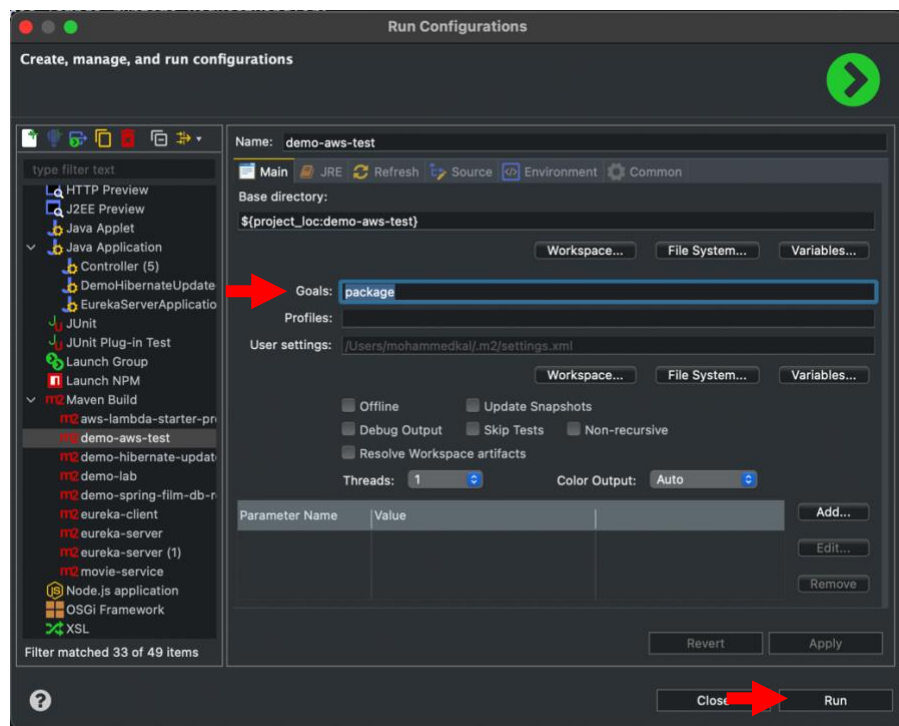 Run Configurations
Create, manage, and run configurations
type filter text
HTTP Preview
J2EE Preview
Java Applet
Java Application
Controller (5)
DemoHibernateUpdate
EurekaServerApplicatio
JUnit
JUnit Plug-in Test
Launch Group
Launch NPM
Maven Build
aws-lambda-starter-pr
demo-aws-test
demo-hibernate-updat
demo-lab
demo-spring-film-db-r
eureka-client
eureka-server
eureka-server (1)
movie-service
Node.js application
OSGi Framework
XSL
Filter matched 33 of 49 items
Name: demo-aws-test
Main JRE Refresh Source Environment Common
Base directory:
${project_loc:demo-aws-test}
Workspace... File System... Variables...
Goals: package
Profiles:
User settings: /Users/mohammedkal/.m2/settings.xml
Workspace... File System... Variables...
Offline Update Snapshots
Debug Output Skip Tests Non-recursive
Resolve Workspace artifacts
Threads: 1 Color Output: Auto
Parameter Name Value
Add...
Edit...
Remove
Revert Apply
Close Run